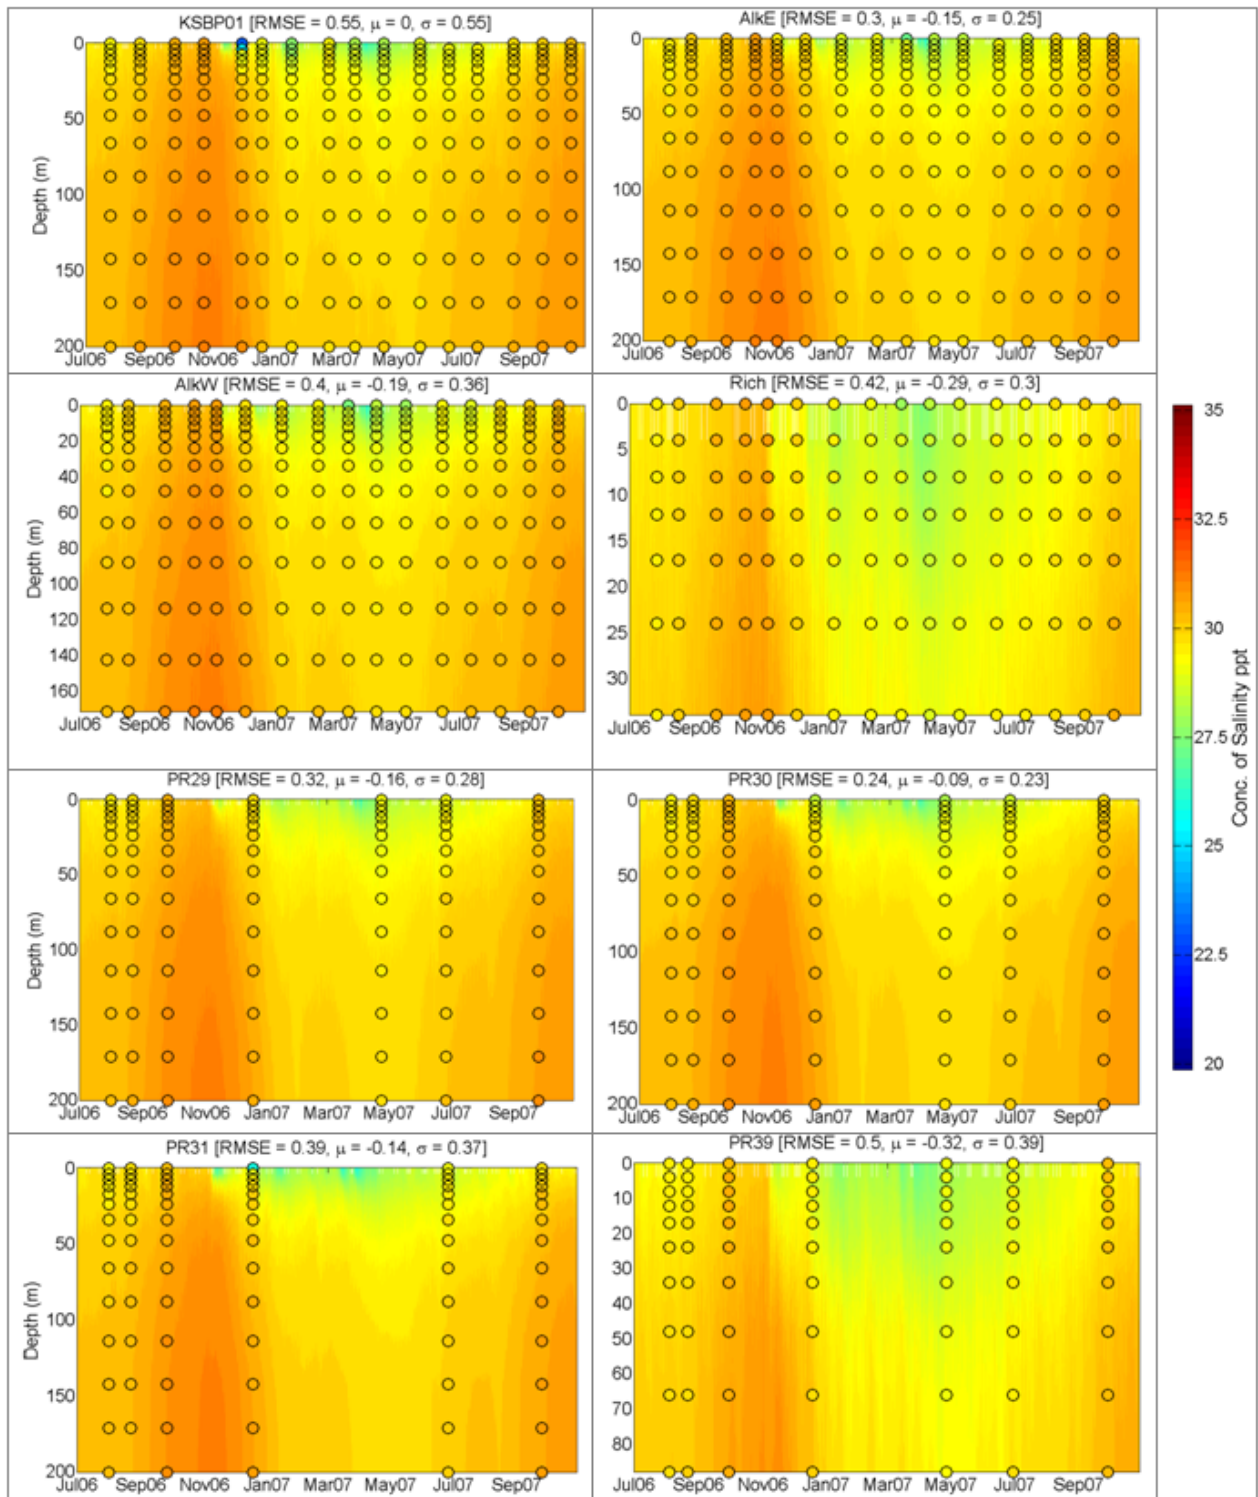 KSBP01 [RMSE = 0.55, μ = 0, σ = 0.55]
0
50
100
150
200
Depth (m)
Jul06 Sep06 Nov06 Jan07 Mar07 May07 Jul07 Sep07
AlkE [RMSE = 0.3, μ = -0.15, σ = 0.25]
0
50
100
150
200
Jul06 Sep06 Nov06 Jan07 Mar07 May07 Jul07 Sep07
AlkW [RMSE = 0.4, μ = -0.19, σ = 0.36]
0
20
40
60
80
100
120
140
160
Depth (m)
Jul06 Sep06 Nov06 Jan07 Mar07 May07 Jul07 Sep07
Rich [RMSE = 0.42, μ = -0.29, σ = 0.3]
0
5
10
15
20
25
30
Jul06 Sep06 Nov06 Jan07 Mar07 May07 Jul07 Sep07
PR29 [RMSE = 0.32, μ = -0.16, σ = 0.28]
0
50
100
150
200
Depth (m)
Jul06 Sep06 Nov06 Jan07 Mar07 May07 Jul07 Sep07
PR30 [RMSE = 0.24, μ = -0.09, σ = 0.23]
0
50
100
150
200
Jul06 Sep06 Nov06 Jan07 Mar07 May07 Jul07 Sep07
PR31 [RMSE = 0.39, μ = -0.14, σ = 0.37]
0
50
100
150
200
Depth (m)
Jul06 Sep06 Nov06 Jan07 Mar07 May07 Jul07 Sep07
PR39 [RMSE = 0.5, μ = -0.32, σ = 0.39]
0
10
20
30
40
50
60
70
80
Jul06 Sep06 Nov06 Jan07 Mar07 May07 Jul07 Sep07
35
32.5
30
27.5
25
22.5
20
Conc. of Salinity ppt